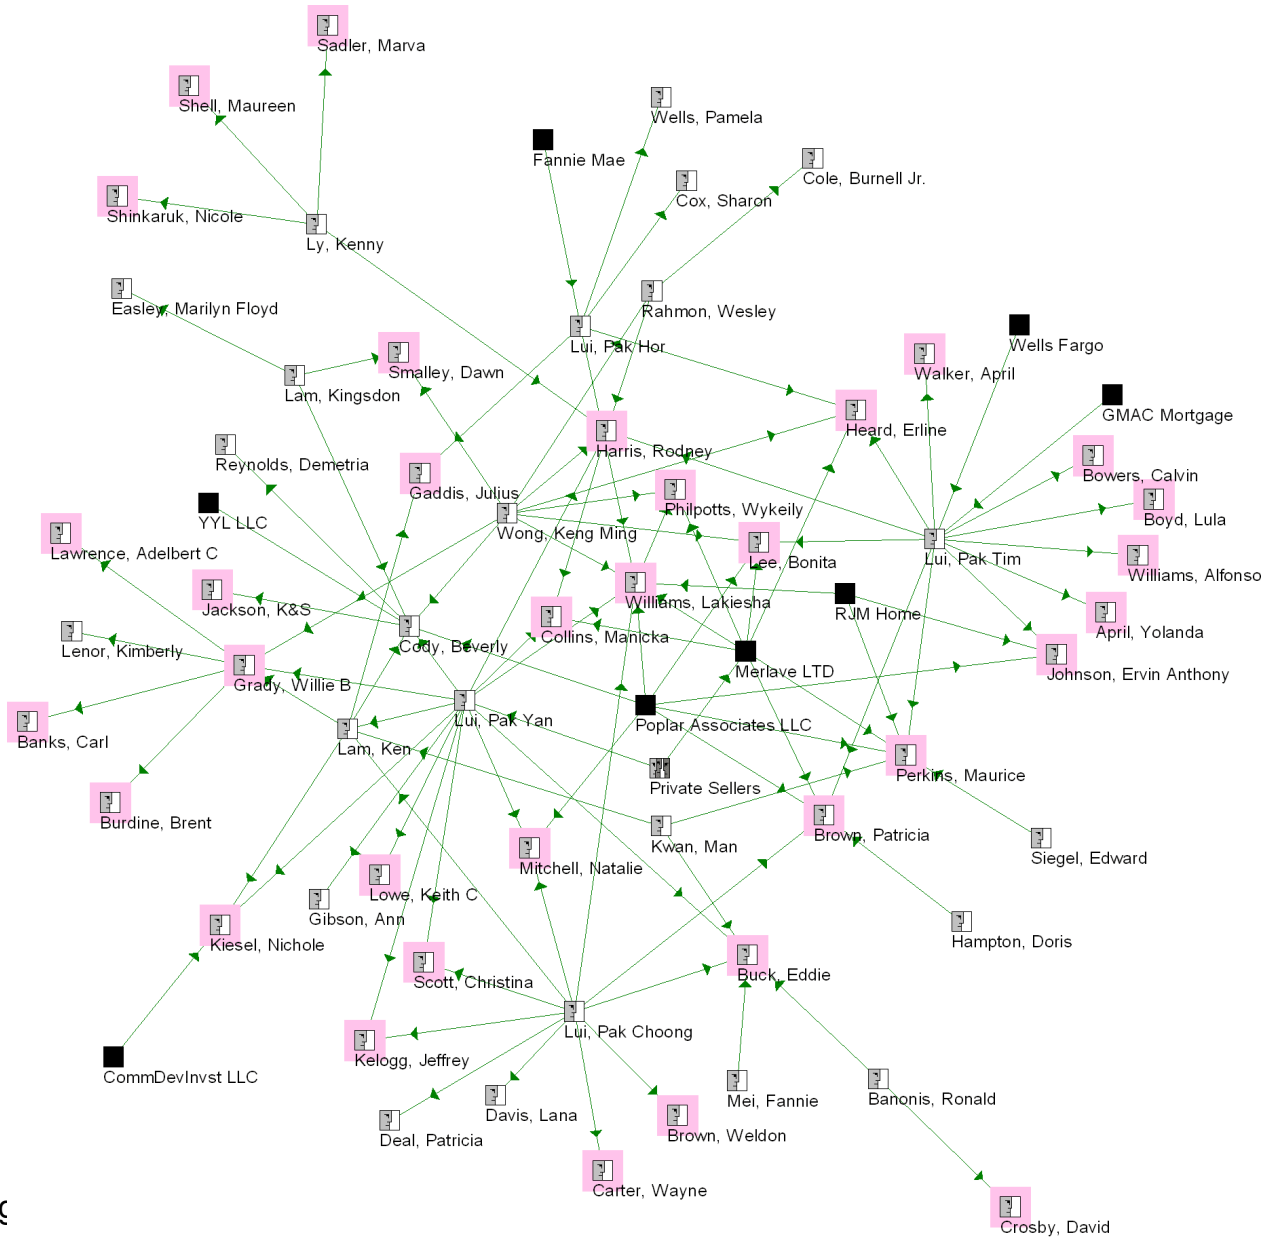 Sadler, Marva
Shell, Maureen
Wells, Pamela
Fannie Mae
Cole, Burnell Jr.
Cox, Sharon
Shinkaruk, Nicole
Ly, Kenny
Easley, Marilyn Floyd
Rahmon, Wesley
Lui, Pak Hor
Wells Fargo
Smalley, Dawn
Walker, April
Lam, Kingsdon
GMAC Mortgage
Heard, Erline
Harris, Rodney
Reynolds, Demetria
Bowers, Calvin
Gaddis, Julius
Philpotts, Wykeily
YYL LLC
Boyd, Lula
Wong, Keng Ming
Lawrence, Adelbert C
Lui, Pak Tim
Lee, Bonita
Williams, Alfonso
Williams, Lakiesha
Jackson, K&S
RJM Home
April, Yolanda
Collins, Manicka
Cody, Beverly
Lenor, Kimberly
Merlave LTD
Johnson, Ervin Anthony
Grady, Willie B
Lui, Pak Yan
Poplar Associates LLC
Banks, Carl
Lam, Ken
Perkins, Maurice
Private Sellers
Burdine, Brent
Brown, Patricia
Kwan, Man
Siegel, Edward
Mitchell, Natalie
Lowe, Keith C
Gibson, Ann
Hampton, Doris
Kiesel, Nichole
Buck, Eddie
Scott, Christina
Lui, Pak Choong
Kelogg, Jeffrey
CommDevInvst LLC
Banonis, Ronald
Mei, Fannie
Davis, Lana
Brown, Weldon
Deal, Patricia
Carter, Wayne
Crosby, David